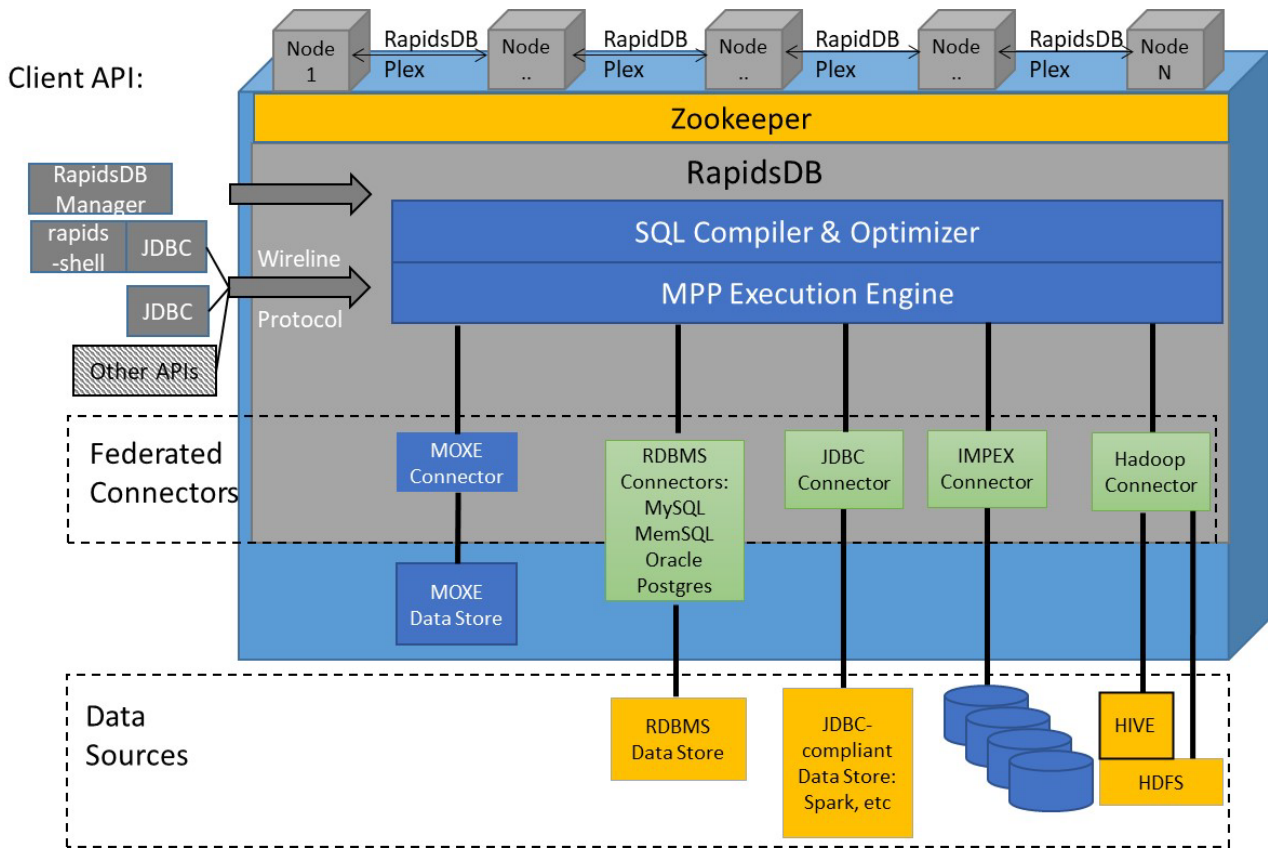 Client API:
Node
1
RapidsDB
Plex
Node
..
RapidDB
Plex
Node
..
RapidDB
Plex
Node
..
RapidsDB
Plex
Node
N
Zookeeper
RapidsDB
RapidsDB
Manager
rapids
-shell
JDBC
JDBC
Other APIs
Wireline
Protocol
SQL Compiler & Optimizer
MPP Execution Engine
Federated
Connectors
MOXE
Connector
RDBMS
Connectors:
MySQL
MemSQL
Oracle
Postgres
JDBC
Connector
IMPEX
Connector
Hadoop
Connector
MOXE
Data Store
Data
Sources
RDBMS
Data Store
JDBC-
compliant
Data Store:
Spark, etc
HIVE
HDFS